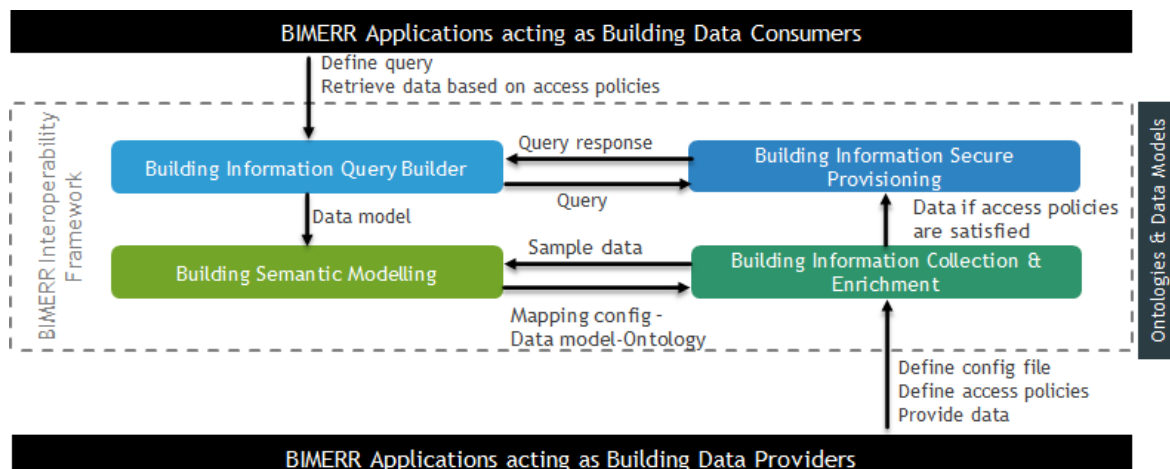 BIMERR Applications acting as Building Data Consumers
Define query
Retrieve data based on access policies
BIMERR Interoperability
Framework
Building Information Query Builder
Query response
Query
Building Information Secure
Provisioning
Data model
Data if access policies
are satisfied
Building Semantic Modelling
Sample data
Building Information Collection &
Enrichment
Mapping config -
Data model-Ontology
Ontologies & Data Models
Define config file
Define access policies
Provide data
BIMERR Applications acting as Building Data Providers